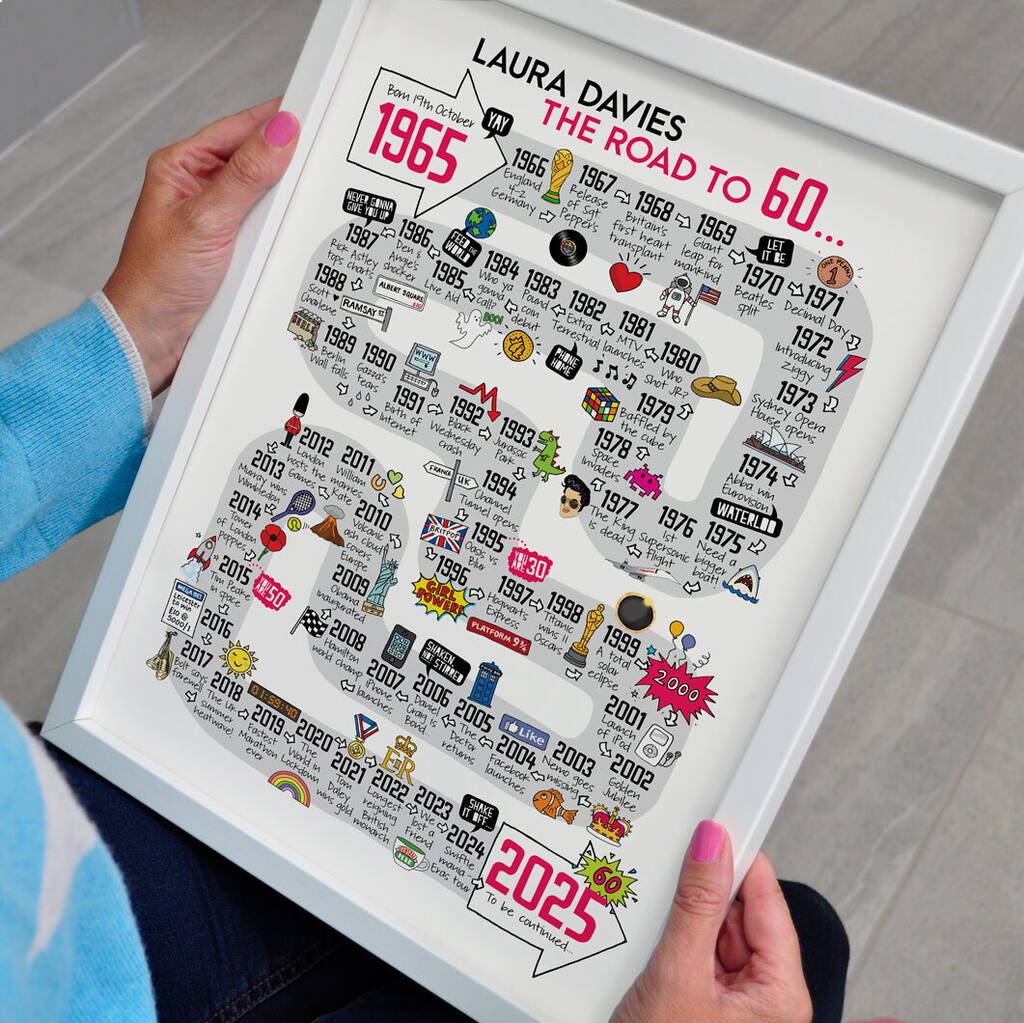 LAURA DAVIES
THE ROAD TO 60...
Born 19th October
1965
YAY
1966
England
4-2
Germany
1967
Release
of Sgt
Pepper's
1968
Britain's
first heart
transplant
1969
Giant
leap for
mankind
LET
IT BE
1970
Beatles
split
ONE PENNY
1
1971
Decimal Day
1972
Introducing
Ziggy
1973
Sydney Opera
House opens
1974
Abba win
Eurovision
WATERLOO
1975
Need
a bigger
boat
1976
1st
Supersonic
flight
1977
The King
is dead
1978
Space
Invaders
1979
Baffled by
the cube
1980
Who
shot JR?
1981
MTV
launches
1982
Extra
Terrestrial
PHONE
HOME
1983
Pound
coin
debut
1984
Who ya
gonna
call?
BOO!
FEED THE
WORLD
1985
Live Aid
1986
Den &
Ange's
shocker
ALBERT SQUARE
E20
NEVER GONNA
GIVE YOU UP
1987
Rick Astley
tops charts
1988
Scott ♥
Charlene
RAMSAY ST
1989
Berlin
Wall falls
1990
Gazza's
tears
WWW
1991
Birth of
Internet
1992
Black
Wednesday
crash
1993
Jurassic
Park
FRANCE
UK
1994
Channel
Tunnel opens
BRITPOP
1995
Oasis vs
Blur
YOU ARE 30
1996
GIRL
POWER!
1997
Hogwarts
Express
PLATFORM 9¾
1998
Titanic
wins 11
Oscars
1999
A total
solar
eclipse
2000
2001
Launch
of iPod
2002
Golden
Jubilee
2003
Nemo goes
missing
Like
2004
Facebook
launches
2005
The
Doctor
returns
SHAKEN,
NOT STIRRED
2006
Daniel
Craig is
Bond
2007
iPhone
launches
2008
Hamilton
world champ
2009
Obama
inaugurated
2010
Volcanic
ash cloud
covers
Europe
2011
William
marries
Kate
2012
London
hosts the
Games
2013
Murray wins
Wimbledon
2014
Tower
of London
poppies
2015
Tim Peake
in space
YOU ARE 50
Leicester
to win
£10 @
5000/1
2016
2017
Bolt says
farewell
2018
The UK
summer
heatwave!
01:59:40
2019
Fastest
Marathon
ever
2020
The
World in
Lockdown
2021
Tom
Daley
wins gold
EIIR
2022
Longest
reigning
British
monarch
2023
We
lost a
friend
SHAKE
IT OFF!
2024
Swiftie
mania -
Eras tour
2025
To be continued...
60